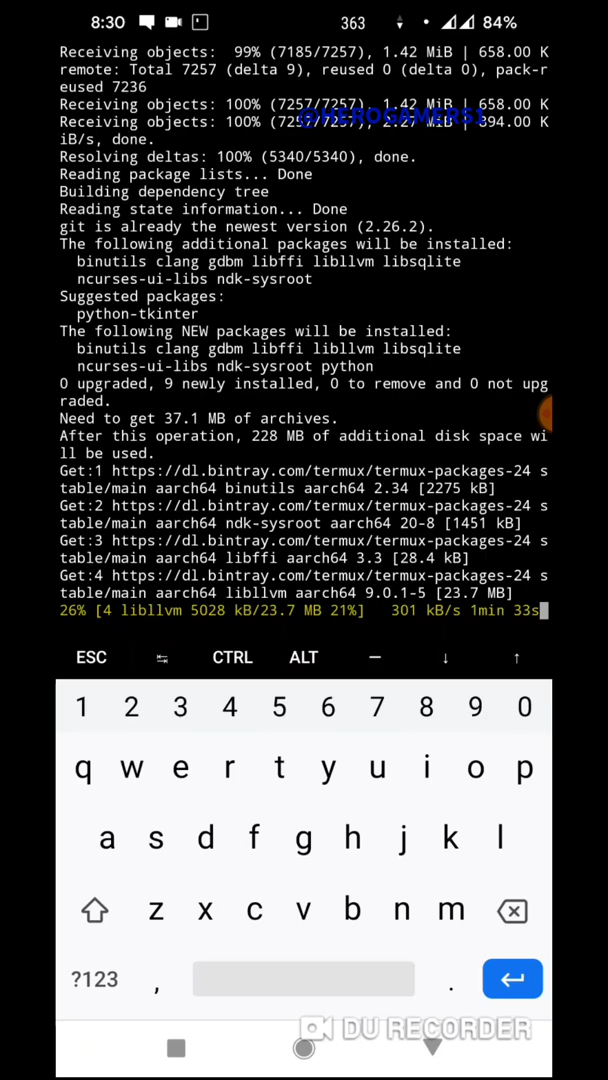 8:30 363 84%
Receiving objects:  99% (7185/7257), 1.42 MiB | 658.00 K
remote: Total 7257 (delta 9), reused 0 (delta 0), pack-r
eused 7236
Receiving objects: 100% (7257/7257), 1.42 MiB | 658.00 K
Receiving objects: 100% (7257/7257), 2.27 MiB | 894.00 K
@HEROGAMERS1
iB/s, done.
Resolving deltas: 100% (5340/5340), done.
Reading package lists... Done
Building dependency tree
Reading state information... Done
git is already the newest version (2.26.2).
The following additional packages will be installed:
  binutils clang gdbm libffi libllvm libsqlite
  ncurses-ui-libs ndk-sysroot
Suggested packages:
  python-tkinter
The following NEW packages will be installed:
  binutils clang gdbm libffi libllvm libsqlite
  ncurses-ui-libs ndk-sysroot python
0 upgraded, 9 newly installed, 0 to remove and 0 not upg
raded.
Need to get 37.1 MB of archives.
After this operation, 228 MB of additional disk space wi
ll be used.
Get:1 https://dl.bintray.com/termux/termux-packages-24 s
table/main aarch64 binutils aarch64 2.34 [2275 kB]
Get:2 https://dl.bintray.com/termux/termux-packages-24 s
table/main aarch64 ndk-sysroot aarch64 20-8 [1451 kB]
Get:3 https://dl.bintray.com/termux/termux-packages-24 s
table/main aarch64 libffi aarch64 3.3 [28.4 kB]
Get:4 https://dl.bintray.com/termux/termux-packages-24 s
table/main aarch64 libllvm aarch64 9.0.1-5 [23.7 MB]
26% [4 libllvm 5028 kB/23.7 MB 21%]   301 kB/s 1min 33s
ESC ↹ CTRL ALT — ↓ ↑
1 2 3 4 5 6 7 8 9 0
q w e r t y u i o p
a s d f g h j k l
z x c v b n m
?123 , .
DU RECORDER